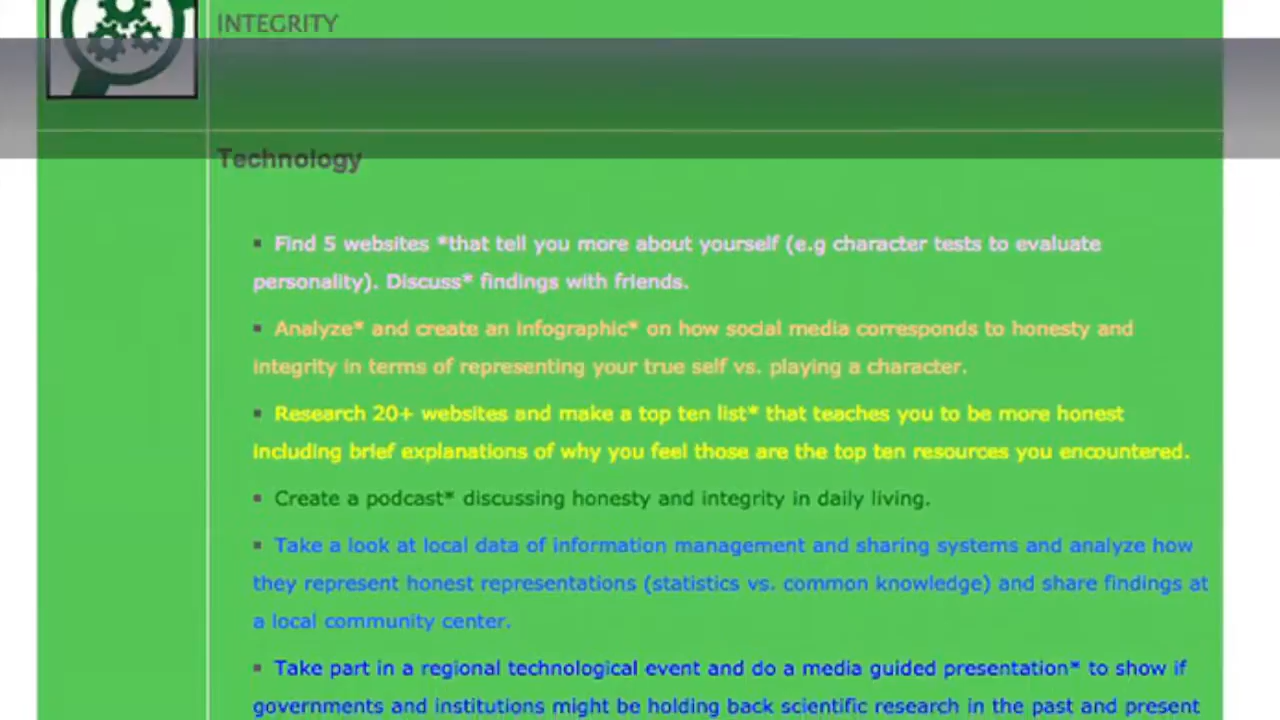 INTEGRITY
Technology
▪ Find 5 websites *that tell you more about yourself (e.g character tests to evaluate
personality). Discuss* findings with friends.
▪ Analyze* and create an infographic* on how social media corresponds to honesty and
integrity in terms of representing your true self vs. playing a character.
▪ Research 20+ websites and make a top ten list* that teaches you to be more honest
including brief explanations of why you feel those are the top ten resources you encountered.
▪ Create a podcast* discussing honesty and integrity in daily living.
▪ Take a look at local data of information management and sharing systems and analyze how
they represent honest representations (statistics vs. common knowledge) and share findings at
a local community center.
▪ Take part in a regional technological event and do a media guided presentation* to show if
governments and institutions might be holding back scientific research in the past and present